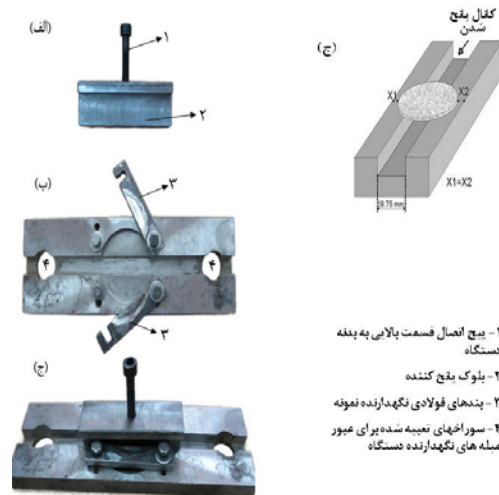 (الف)
۱
۲
(ب)
۳
۴
۴
۳
(ج)
کانال پانچ
شدن
(چ)
X1
X2
X1=X2
19.75 mm
۱- پیچ اتصال قسمت بالایی به بدنه
دستگاه
۲- بلوک پانچ کننده
۳- بندهای فولادی نگهدارنده نمونه
۴- سوراخهای تعبیه شده برای عبور
میله های نگهدارنده دستگاه